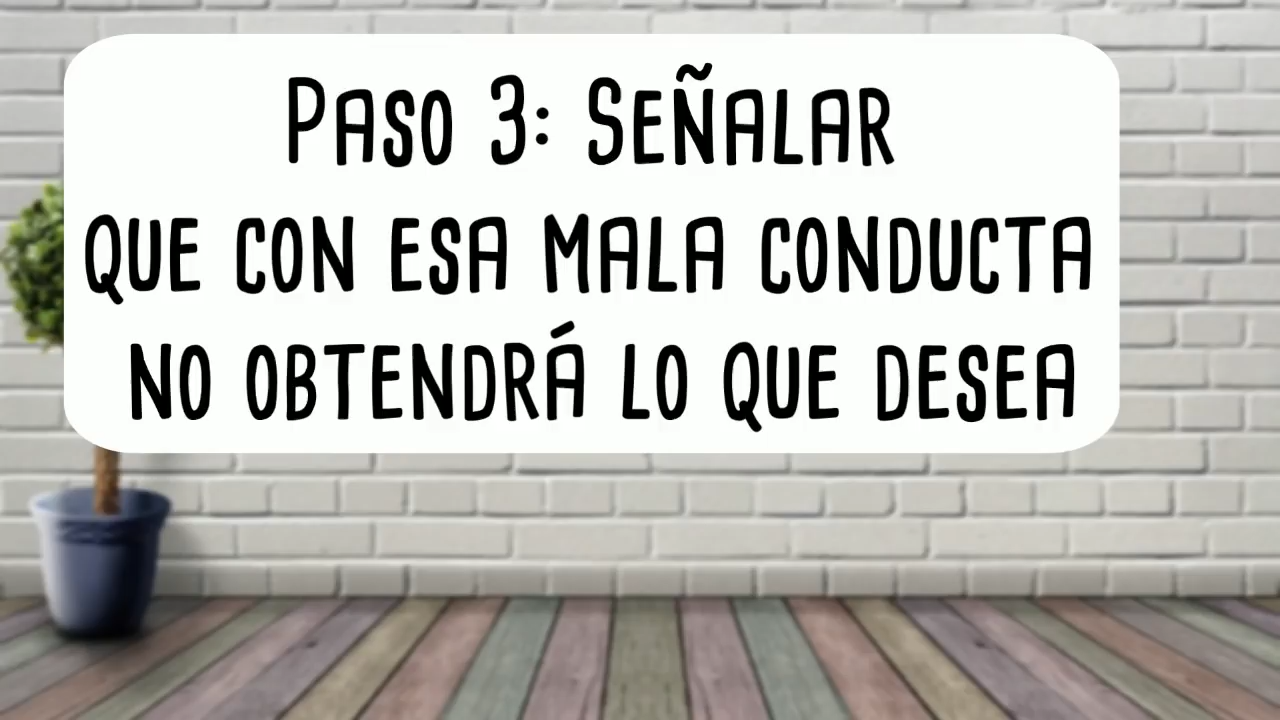 Paso 3: Señalar
que con esa mala conducta
no obtendrá lo que desea